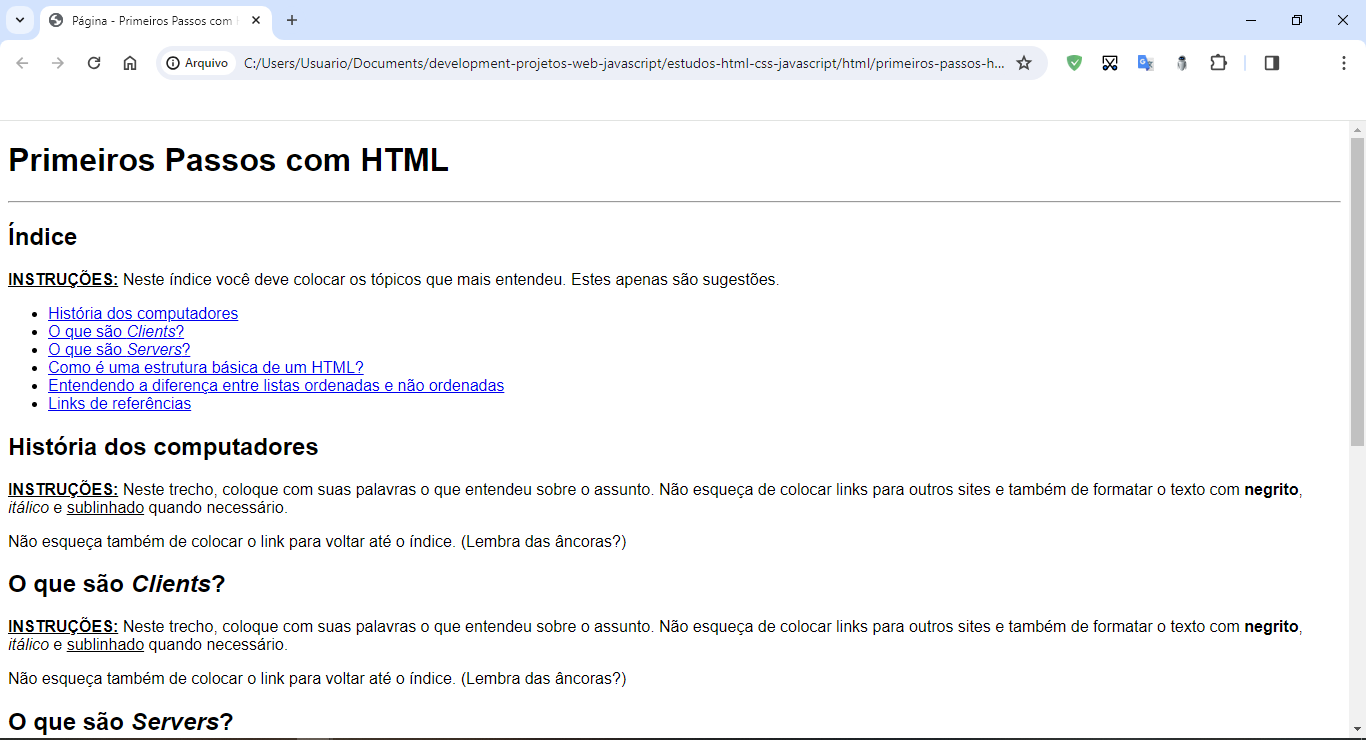 Página - Primeiros Passos com
Arquivo
C:/Users/Usuario/Documents/development-projetos-web-javascript/estudos-html-css-javascript/html/primeiros-passos-h...
Primeiros Passos com HTML
Índice
INSTRUÇÕES: Neste índice você deve colocar os tópicos que mais entendeu. Estes apenas são sugestões.
• História dos computadores
• O que são Clients?
• O que são Servers?
• Como é uma estrutura básica de um HTML?
• Entendendo a diferença entre listas ordenadas e não ordenadas
• Links de referências
História dos computadores
INSTRUÇÕES: Neste trecho, coloque com suas palavras o que entendeu sobre o assunto. Não esqueça de colocar links para outros sites e também de formatar o texto com negrito,
itálico e sublinhado quando necessário.
Não esqueça também de colocar o link para voltar até o índice. (Lembra das âncoras?)
O que são Clients?
INSTRUÇÕES: Neste trecho, coloque com suas palavras o que entendeu sobre o assunto. Não esqueça de colocar links para outros sites e também de formatar o texto com negrito,
itálico e sublinhado quando necessário.
Não esqueça também de colocar o link para voltar até o índice. (Lembra das âncoras?)
O que são Servers?